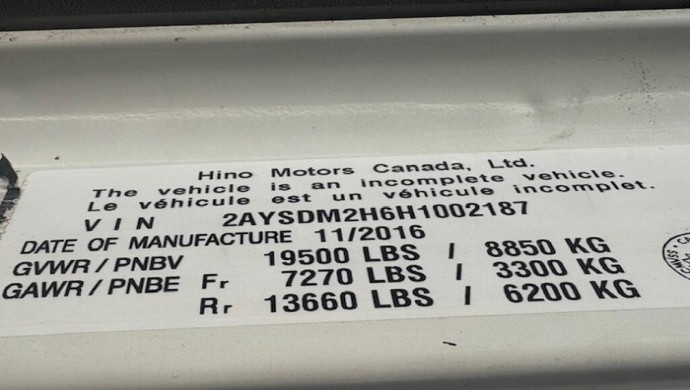 Hino Motors Canada, Ltd.
The vehicle is an incomplete vehicle.
Le véhicule est un véhicule incomplet.
VIN 2AYSDM2H6H1002187
DATE OF MANUFACTURE 11/2016
GVWR / PNBV 19500 LBS / 8850 KG
GAWR / PNBE Fr 7270 LBS / 3300 KG
Rr 13660 LBS / 6200 KG